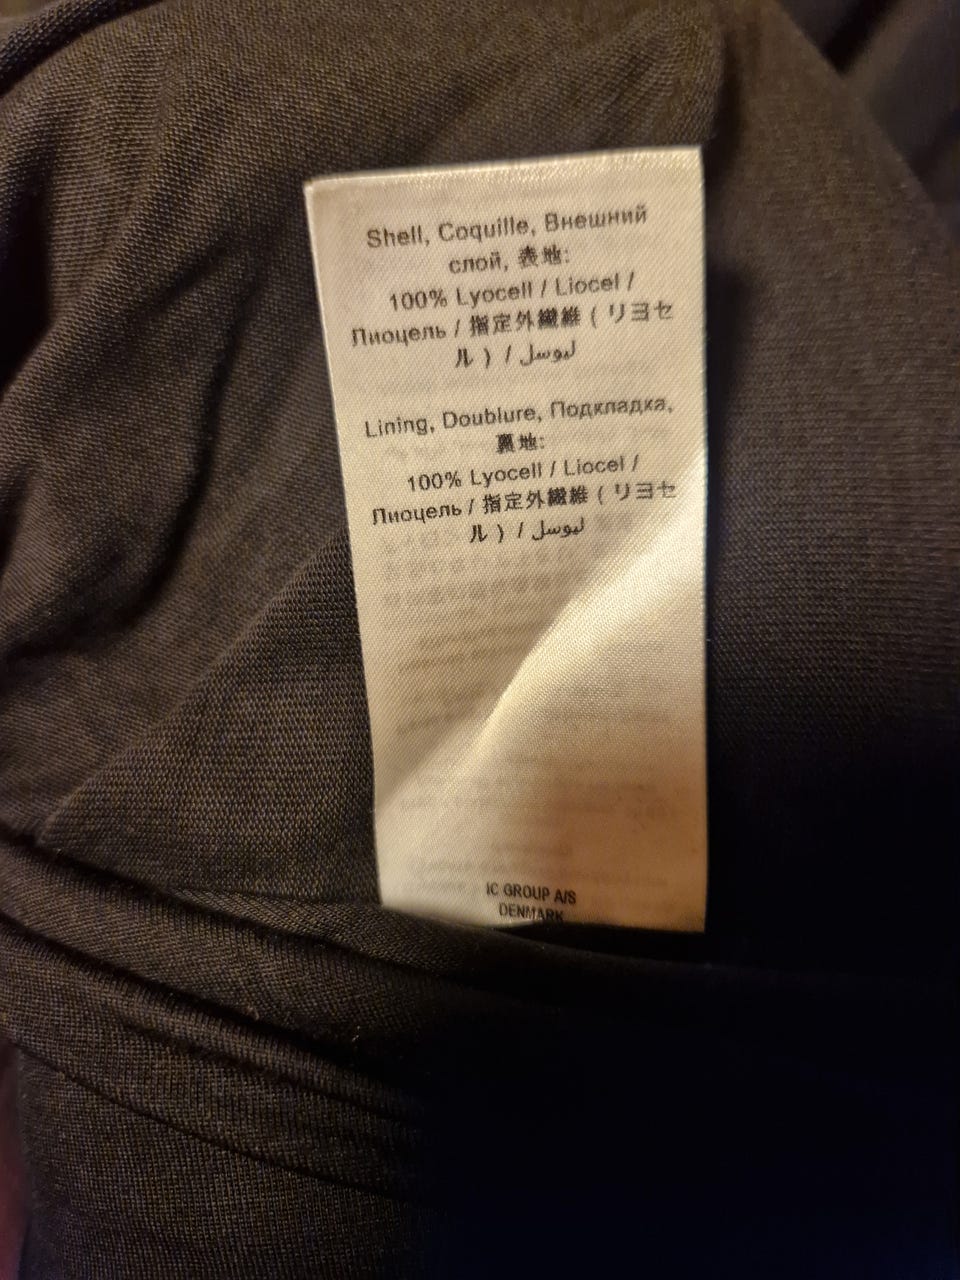 Shell, Coquille, Внешний
слой, 表地:
100% Lyocell / Liocel /
Лиоцель / 指定外繊維 ( リヨセ
ル ) / ليوسل
Lining, Doublure, Подкладка,
裏地:
100% Lyocell / Liocel /
Лиоцель / 指定外繊維 ( リヨセ
ル ) / ليوسل
IC GROUP A/S
DENMARK